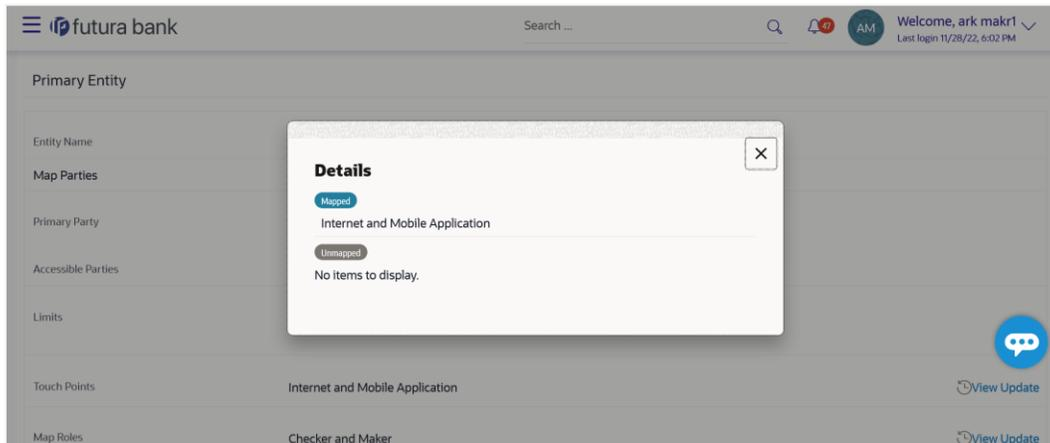 futura bank
Search ...
47
AM
Welcome, ark makr1
Last login 11/28/22, 6:02 PM
Primary Entity
Entity Name
Map Parties
Primary Party
Accessible Parties
Limits
Details
Mapped
Internet and Mobile Application
Unmapped
No items to display.
Touch Points
Internet and Mobile Application
View Update
Map Roles
Checker and Maker
View Update